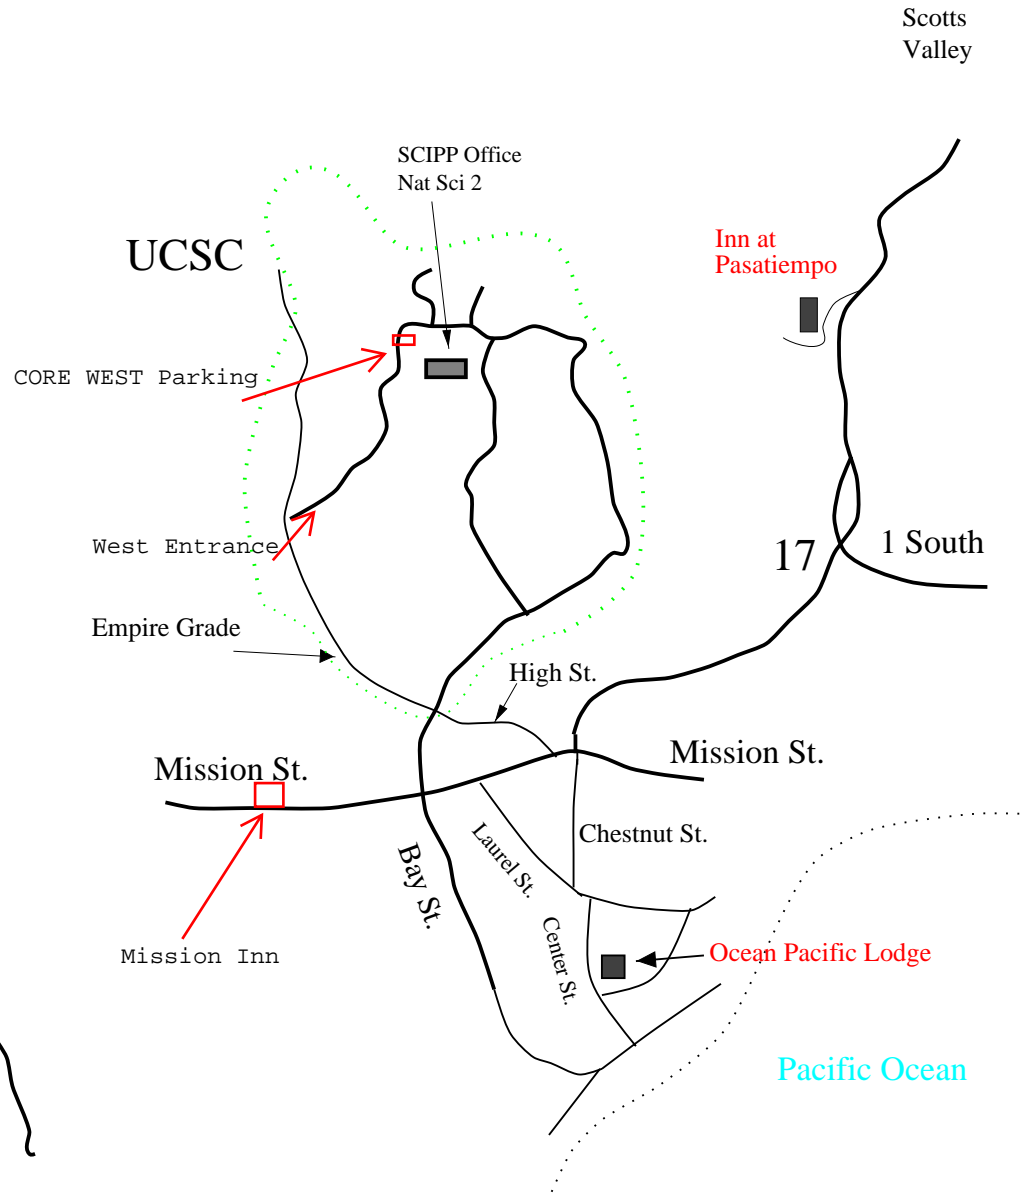 Scotts
Valley
SCIPP Office
Nat Sci 2
UCSC
Inn at
Pasatiempo
CORE WEST Parking
West Entrance
17
1 South
Empire Grade
High St.
Mission St.
Mission St.
Chestnut St.
Laurel St.
Bay St.
Center St.
Mission Inn
Ocean Pacific Lodge
Pacific Ocean